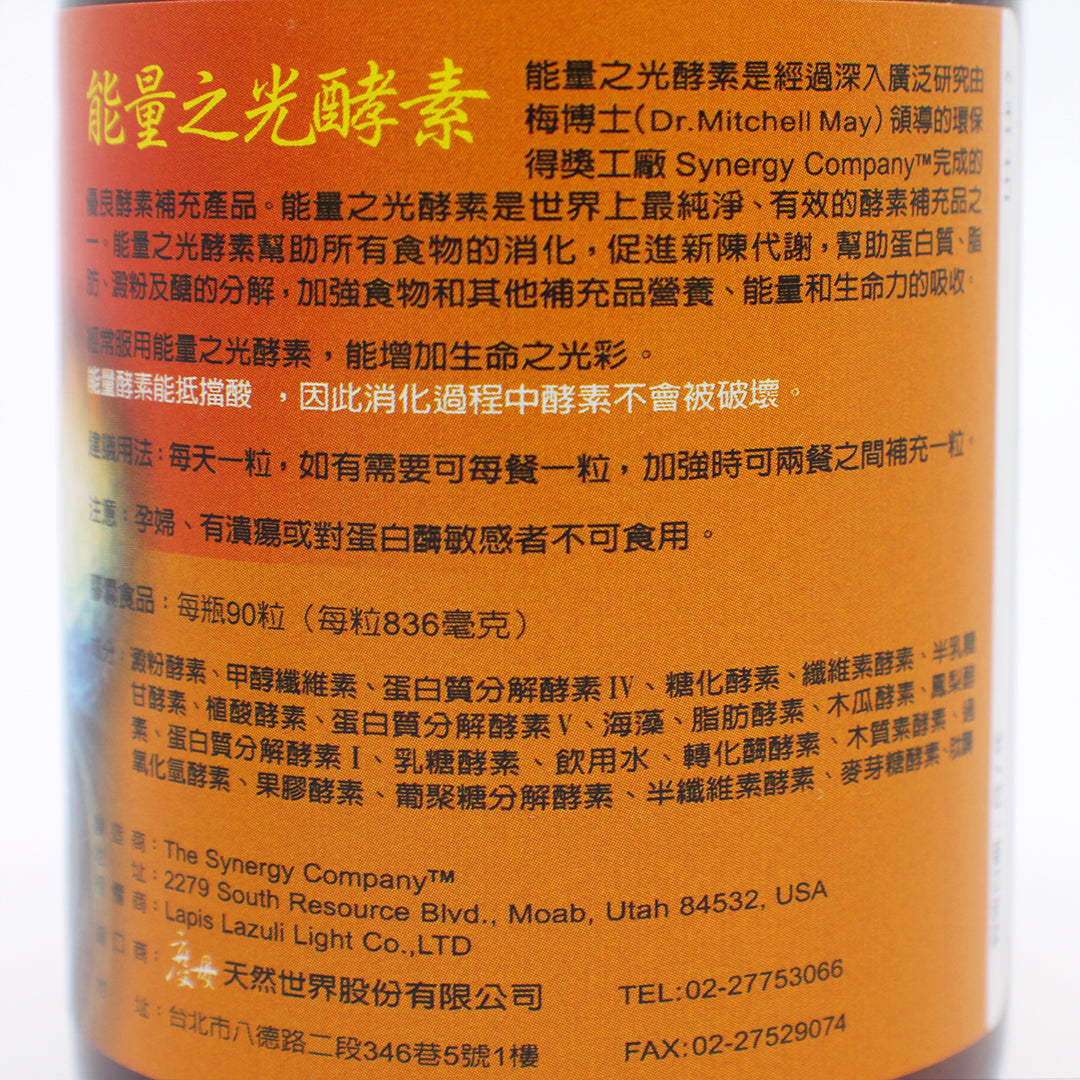 能量之光酵素
能量之光酵素是經過深入廣泛研究由
梅博士(Dr.Mitchell May) 領導的環保
得獎工廠 Synergy Company™完成的
優良酵素補充產品。能量之光酵素是世界上最純淨、有效的酵素補充品之
一。能量之光酵素幫助所有食物的消化，促進新陳代謝，幫助蛋白質、脂
肪、澱粉及醣的分解，加強食物和其他補充品營養、能量和生命力的吸收。
經常服用能量之光酵素，能增加生命之光彩。
能量酵素能抵擋酸 ，因此消化過程中酵素不會被破壞。
建議用法：每天一粒，如有需要可每餐一粒，加強時可兩餐之間補充一粒。
注意：孕婦、有潰瘍或對蛋白酶敏感者不可食用。
膠囊食品：每瓶90粒（每粒836毫克）
成分：澱粉酵素、甲醇纖維素、蛋白質分解酵素IV、糖化酵素、纖維素酵素、半乳糖
甘酵素、植酸酵素、蛋白質分解酵素V、海藻、脂肪酵素、木瓜酵素、鳳梨酵
素、蛋白質分解酵素I、乳糖酵素、飲用水、轉化酶酵素、木質素酵素、過
氧化氫酵素、果膠酵素、葡聚糖分解酵素、半纖維素酵素、麥芽糖酵素、肽
製造商：The Synergy Company™
地址：2279 South Resource Blvd., Moab, Utah 84532, USA
商：Lapis Lazuli Light Co.,LTD
進口商：度母 天然世界股份有限公司 TEL:02-27753066
地址：台北市八德路二段346巷5號1樓 FAX:02-27529074